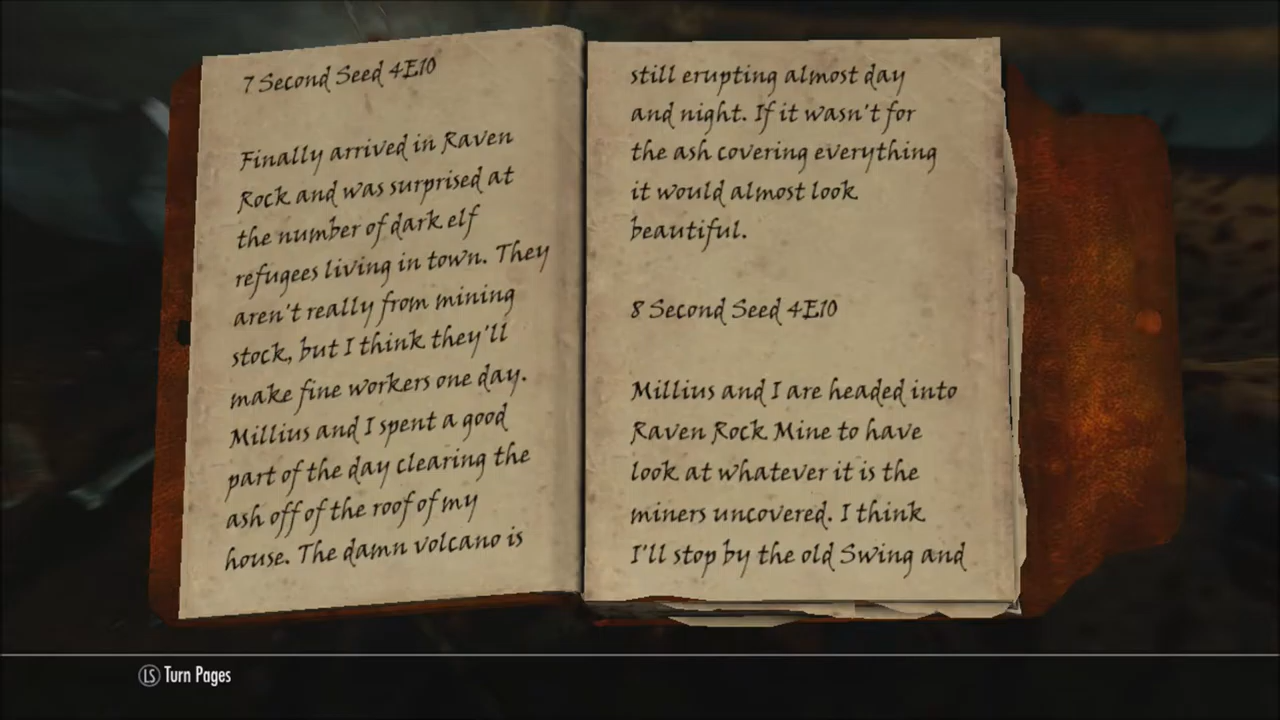 7 Second Seed 4E10
Finally arrived in Raven
Rock and was surprised at
the number of dark elf
refugees living in town. They
aren't really from mining
stock, but I think they'll
make fine workers one day.
Millius and I spent a good
part of the day clearing the
ash off of the roof of my
house. The damn volcano is
still erupting almost day
and night. If it wasn't for
the ash covering everything
it would almost look
beautiful.
8 Second Seed 4E10
Millius and I are headed into
Raven Rock Mine to have
look at whatever it is the
miners uncovered. I think
I'll stop by the old Swing and
LS Turn Pages